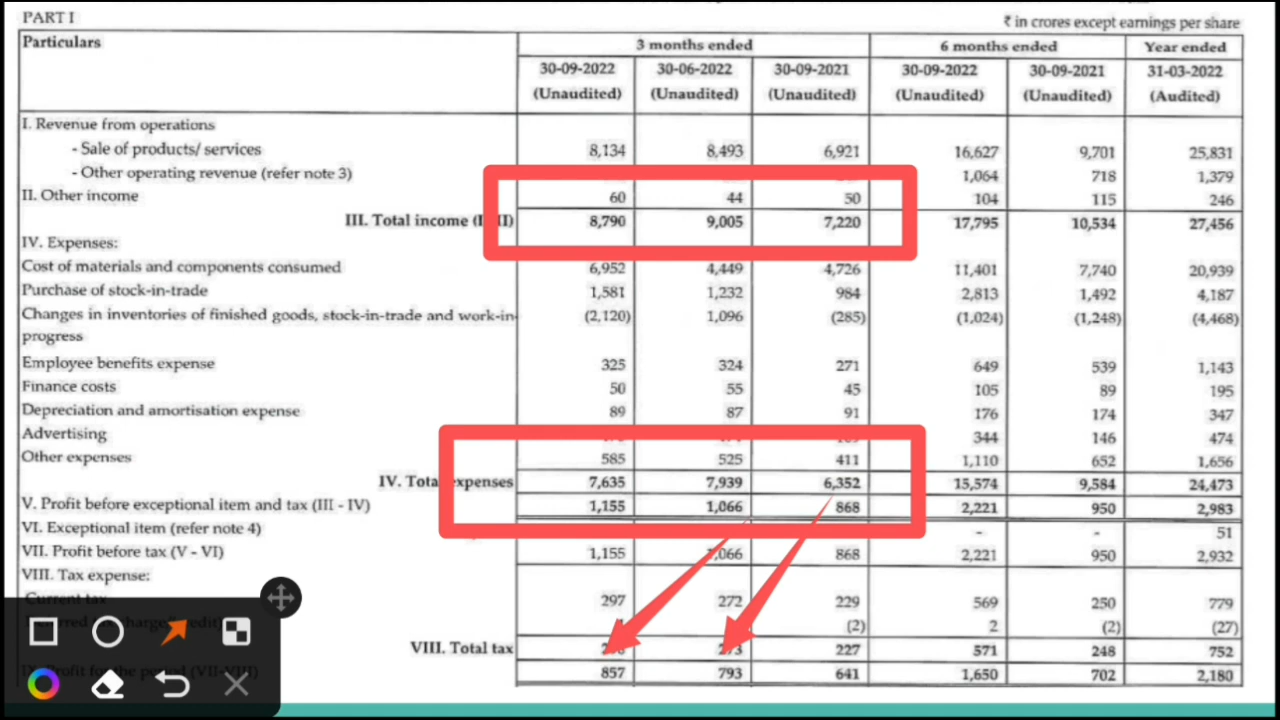 PART I
₹ in crores except earnings per share
Particulars 3 months ended 6 months ended Year ended
30-09-2022 30-06-2022 30-09-2021 30-09-2022 30-09-2021 31-03-2022
(Unaudited) (Unaudited) (Unaudited) (Unaudited) (Unaudited) (Audited)
I. Revenue from operations
- Sale of products/ services 8,134 8,493 6,921 16,627 9,701 25,831
- Other operating revenue (refer note 3) 1,064 718 1,379
II. Other income 60 44 50 104 115 246
III. Total income 8,790 9,005 7,220 17,795 10,534 27,456
IV. Expenses:
Cost of materials and components consumed 6,952 4,449 4,726 11,401 7,740 20,939
Purchase of stock-in-trade 1,581 1,232 984 2,813 1,492 4,187
Changes in inventories of finished goods, stock-in-trade and work-in- (2,120) 1,096 (285) (1,024) (1,248) (4,468)
progress
Employee benefits expense 325 324 271 649 539 1,143
Finance costs 50 55 45 105 89 195
Depreciation and amortisation expense 89 87 91 176 174 347
Advertising 344 146 474
Other expenses 585 525 411 1,110 652 1,656
IV. Total expenses 7,635 7,939 6,352 15,574 9,584 24,473
V. Profit before exceptional item and tax (III - IV) 1,155 1,066 868 2,221 950 2,983
VI. Exceptional item (refer note 4) - - 51
VII. Profit before tax (V - VI) 1,155 ,066 868 2,221 950 2,932
VIII. Tax expense:
Current tax 297 272 229 569 250 779
(2) 2 (2) (27)
VIII. Total tax 227 571 248 752
Profit for the period (VII-VIII) 857 793 641 1,650 702 2,180